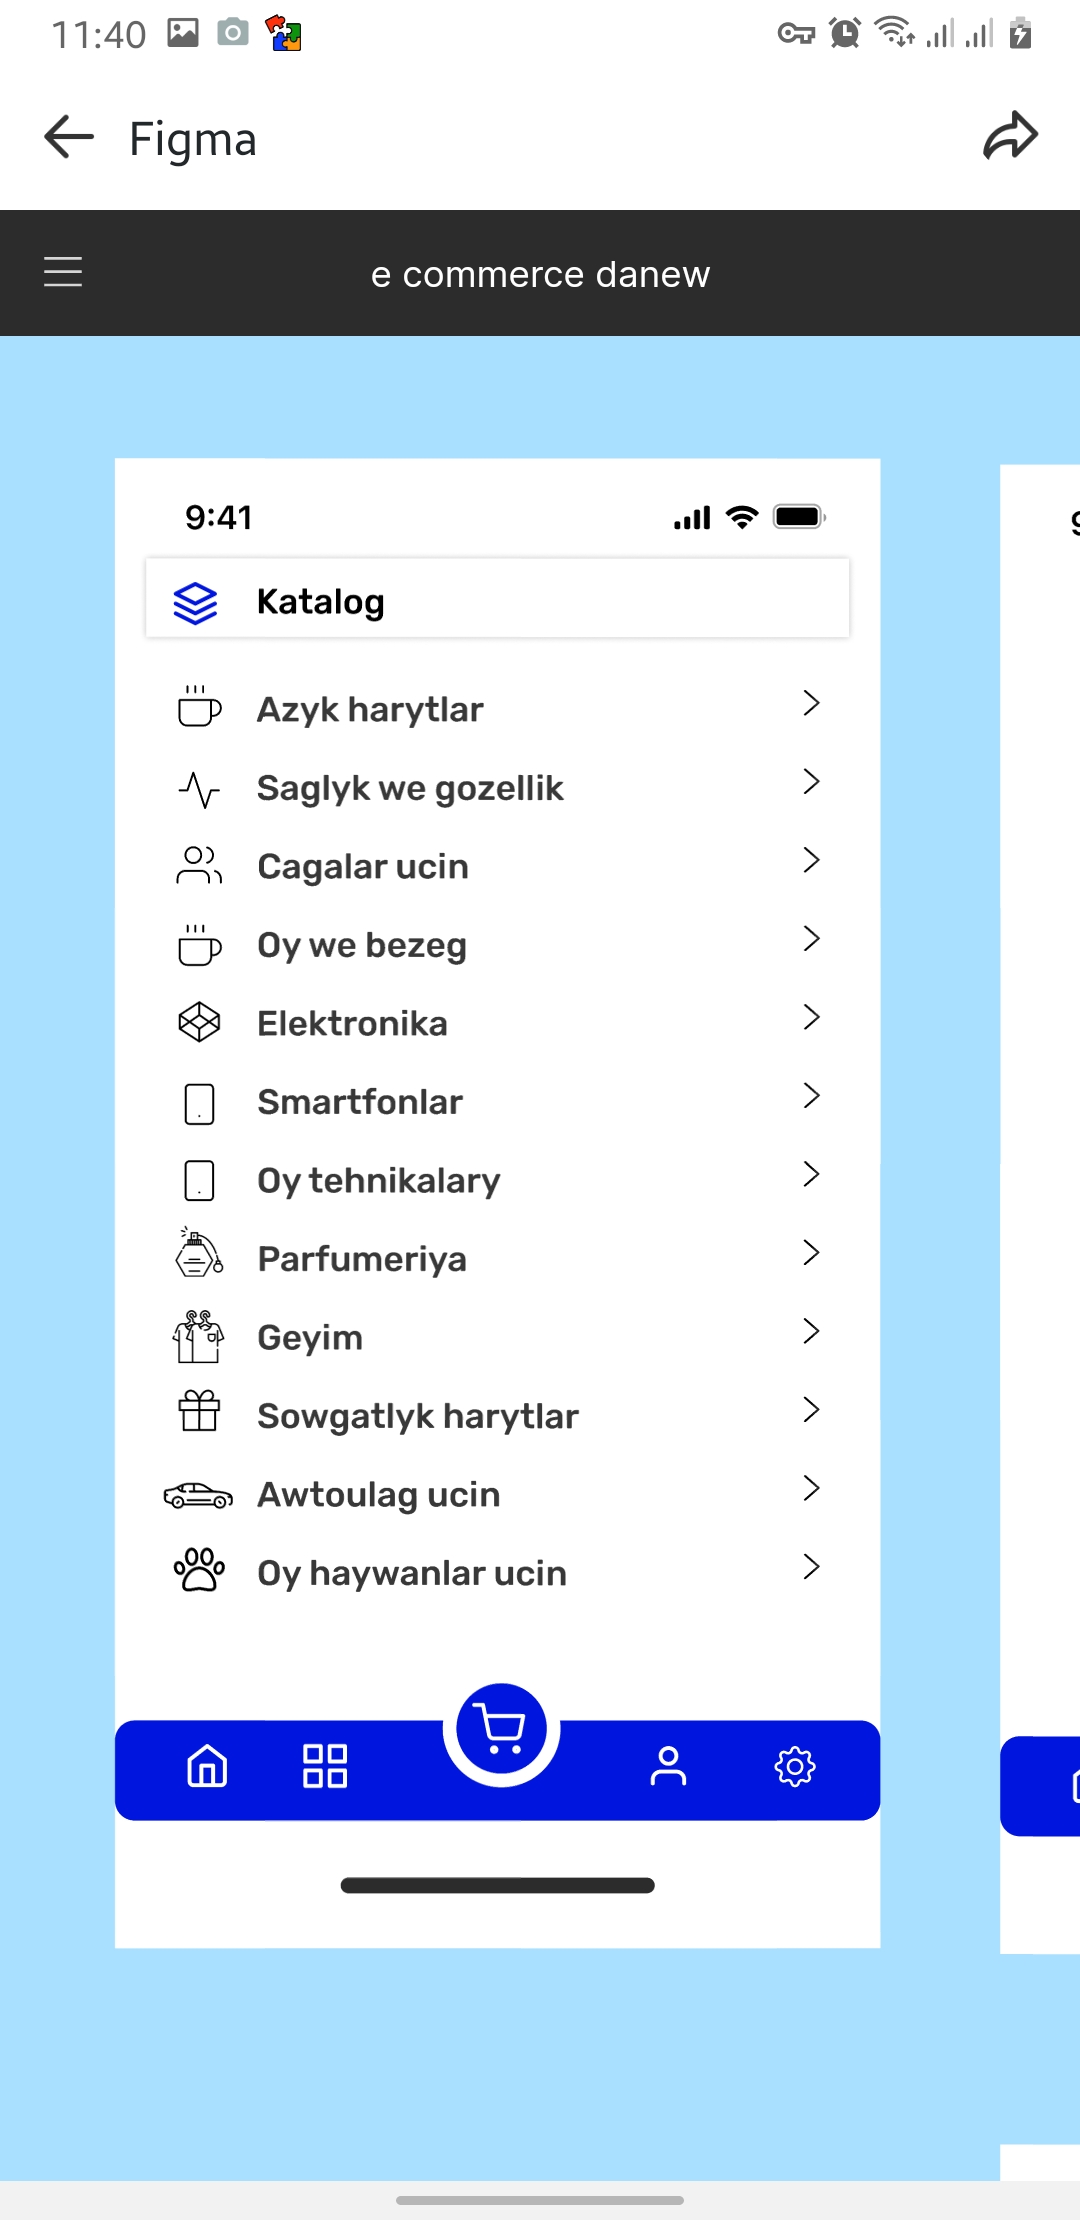 11:40
Figma
e commerce danew
9:41
Katalog
Azyk harytlar
Saglyk we gozellik
Cagalar ucin
Oy we bezeg
Elektronika
Smartfonlar
Oy tehnikalary
Parfumeriya
Geyim
Sowgatlyk harytlar
Awtoulag ucin
Oy haywanlar ucin